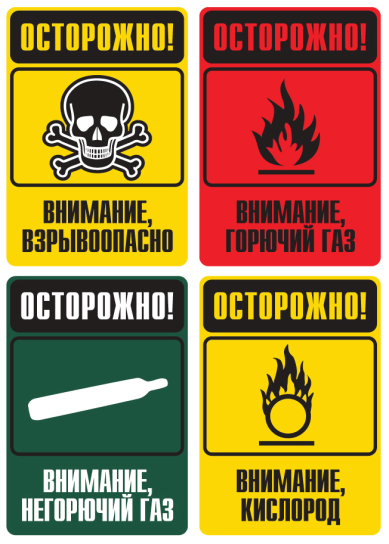 ОСТОРОЖНО!
ВНИМАНИЕ,
ВЗРЫВООПАСНО
ОСТОРОЖНО!
ВНИМАНИЕ,
ГОРЮЧИЙ ГАЗ
ОСТОРОЖНО!
ВНИМАНИЕ,
НЕГОРЮЧИЙ ГАЗ
ОСТОРОЖНО!
ВНИМАНИЕ,
КИСЛОРОД